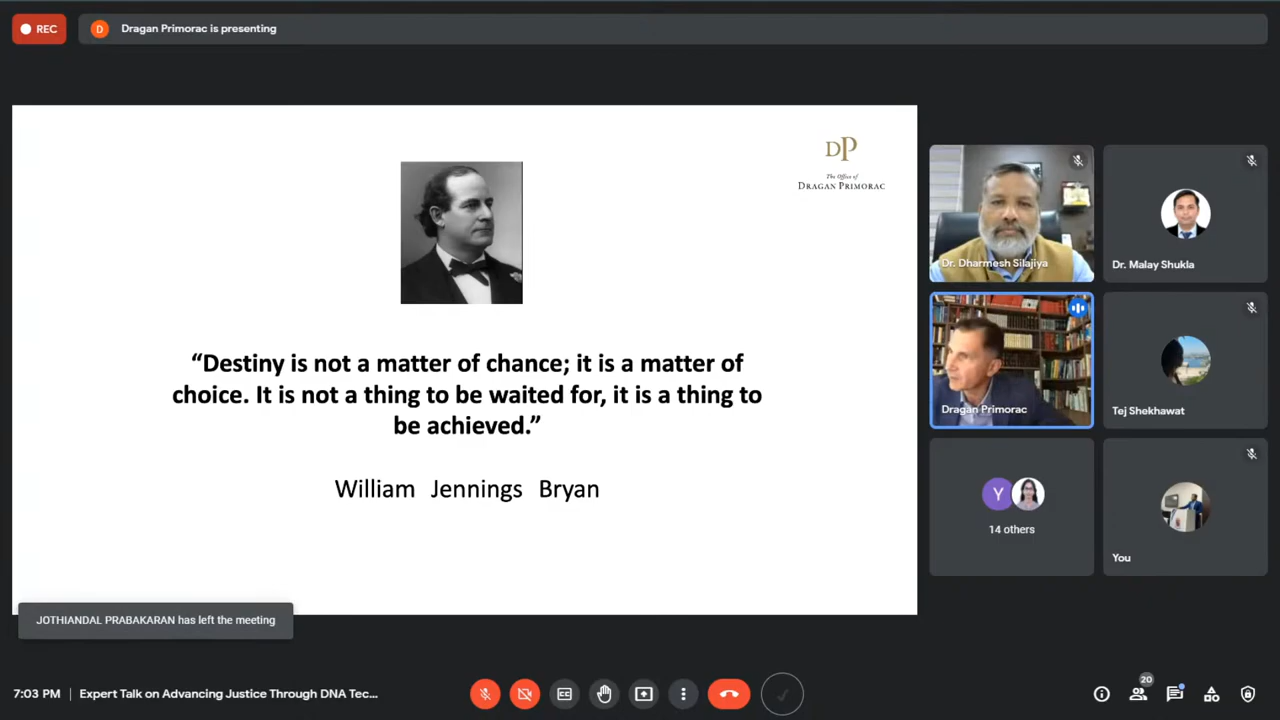 REC
D
Dragan Primorac is presenting
DP
The Office of
DRAGAN PRIMORAC
“Destiny is not a matter of chance; it is a matter of
choice. It is not a thing to be waited for, it is a thing to
be achieved.”
William Jennings Bryan
Dr. Dharmesh Silajiya
Dr. Malay Shukla
Dragan Primorac
Tej Shekhawat
Y
14 others
You
JOTHIANDAL PRABAKARAN has left the meeting
7:03 PM | Expert Talk on Advancing Justice Through DNA Tec...
CC
20